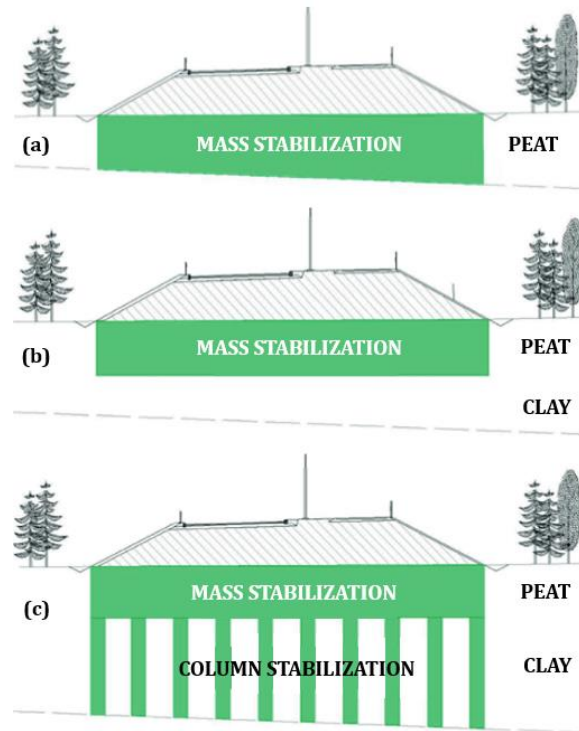 (a)
MASS STABILIZATION
PEAT
(b)
MASS STABILIZATION
PEAT
CLAY
(c)
MASS STABILIZATION
PEAT
COLUMN STABILIZATION
CLAY